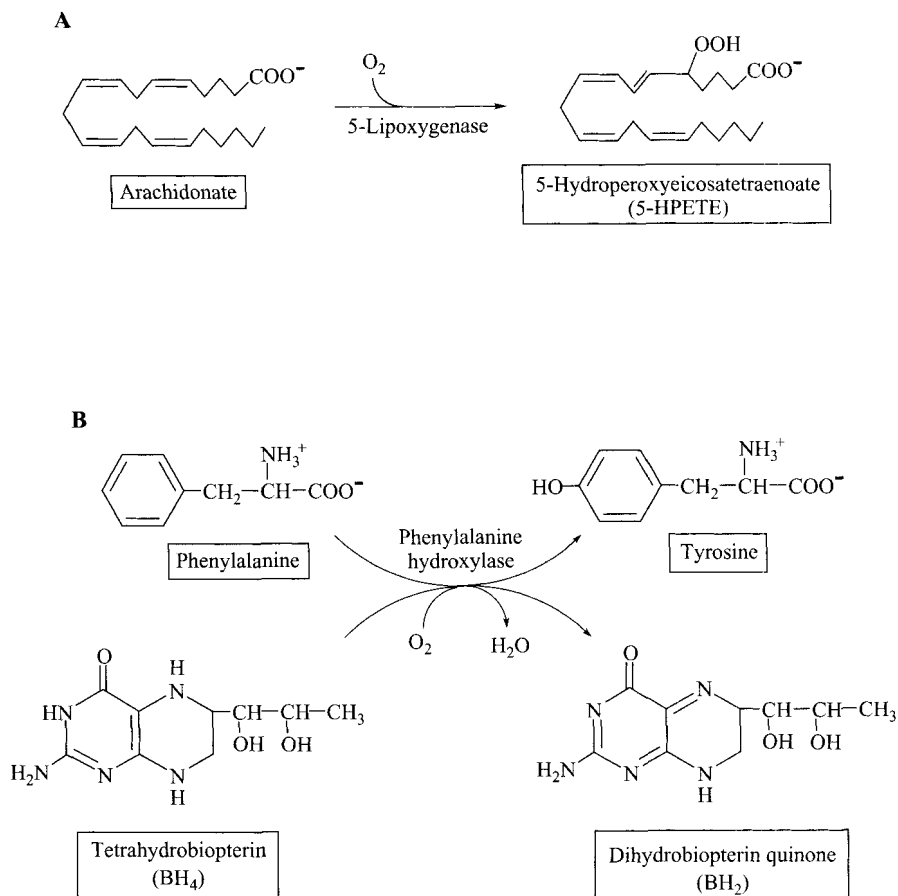 A
COO⁻
O₂
5-Lipoxygenase
OOH
COO⁻
Arachidonate
5-Hydroperoxyeicosatetraenoate
(5-HPETE)
B
NH₃⁺
CH₂–CH–COO⁻
Phenylalanine
NH₃⁺
HO
CH₂–CH–COO⁻
Tyrosine
Phenylalanine
hydroxylase
O₂
H₂O
O
H
N
HN
CH–CH–CH₃
OH OH
H₂N
N
N
H
Tetrahydrobiopterin
(BH₄)
O
N
N
CH–CH–CH₃
OH OH
H₂N
N
N
H
Dihydrobiopterin quinone
(BH₂)